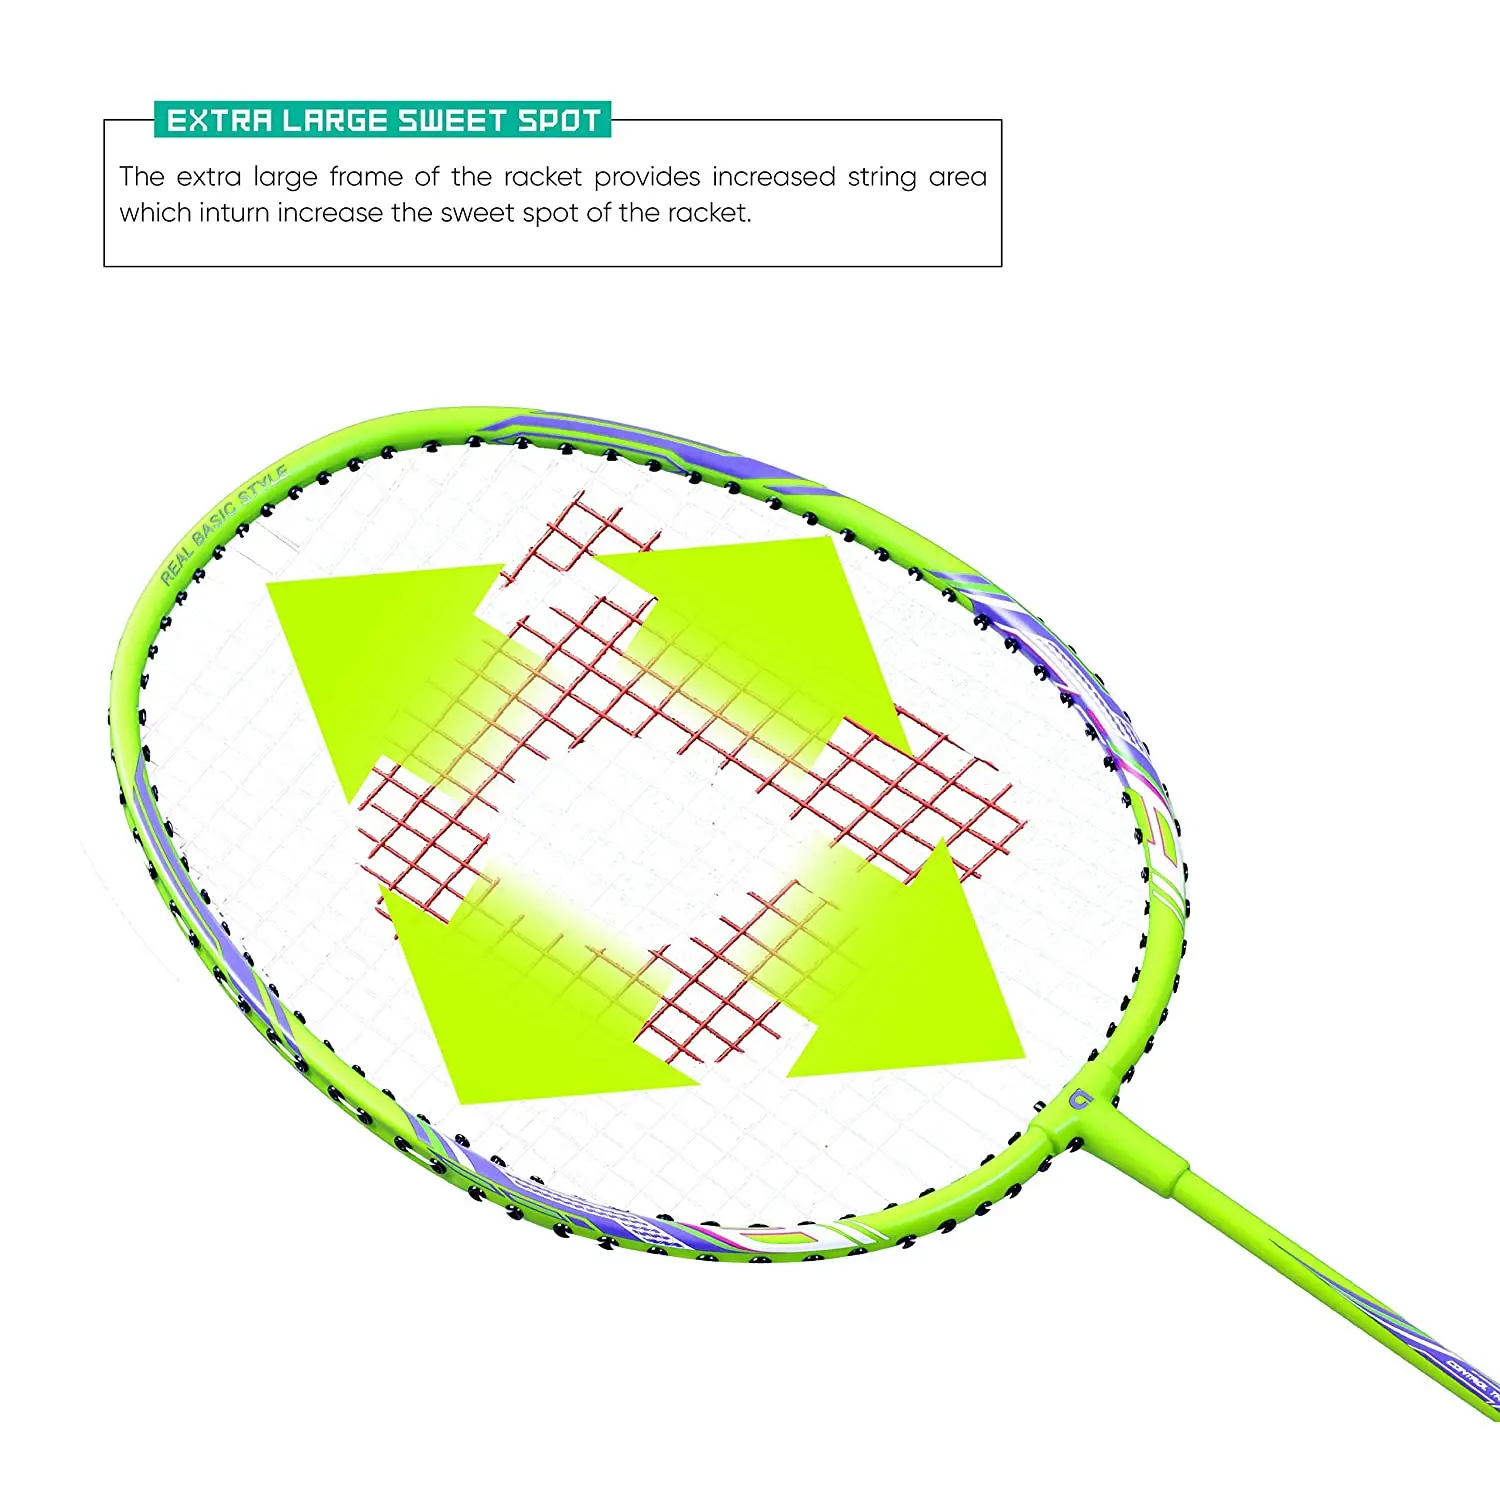 EXTRA LARGE SWEET SPOT
The extra large frame of the racket provides increased string area
which inturn increase the sweet spot of the racket.
REAL BASIC STYLE
CONTROL